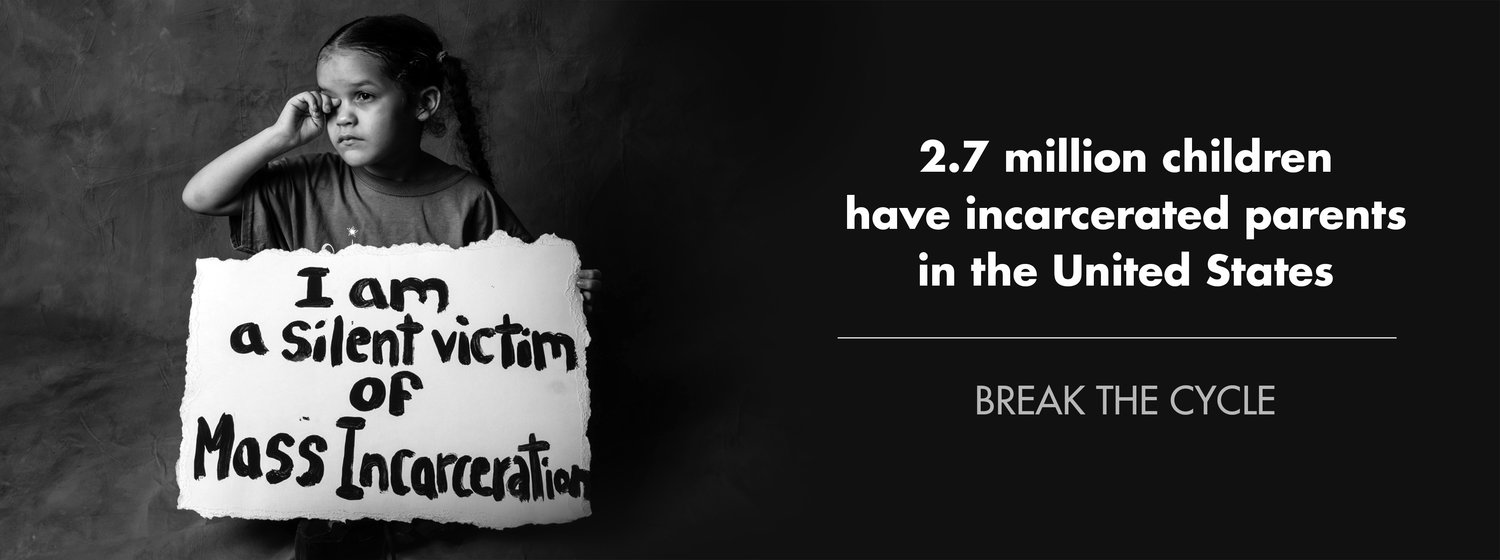 I am
a silent victim
of
Mass Incarceration
2.7 million children
have incarcerated parents
in the United States
BREAK THE CYCLE